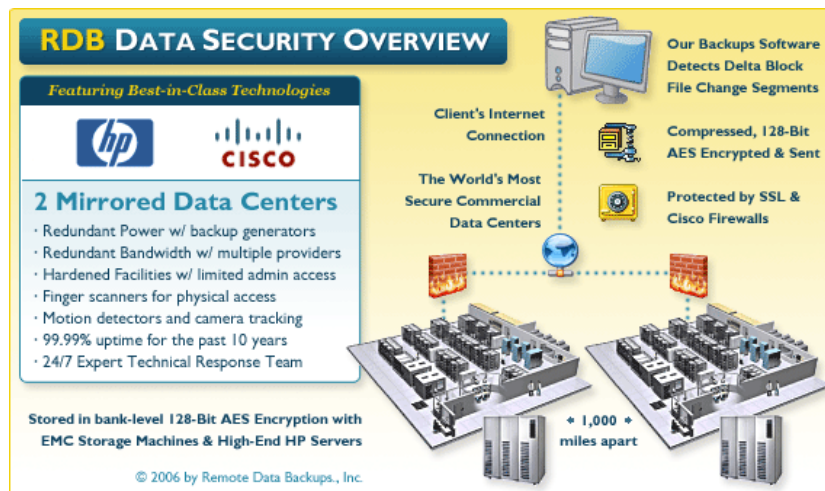 RDB DATA SECURITY OVERVIEW
Featuring Best-in-Class Technologies
hp
CISCO
2 Mirrored Data Centers
· Redundant Power w/ backup generators
· Redundant Bandwidth w/ multiple providers
· Hardened Facilities w/ limited admin access
· Finger scanners for physical access
· Motion detectors and camera tracking
· 99.99% uptime for the past 10 years
· 24/7 Expert Technical Response Team
Stored in bank-level 128-Bit AES Encryption with
EMC Storage Machines & High-End HP Servers
© 2006 by Remote Data Backups., Inc.
Client's Internet
Connection
The World's Most
Secure Commercial
Data Centers
Our Backups Software
Detects Delta Block
File Change Segments
Compressed, 128-Bit
AES Encrypted & Sent
Protected by SSL &
Cisco Firewalls
1,000
miles apart